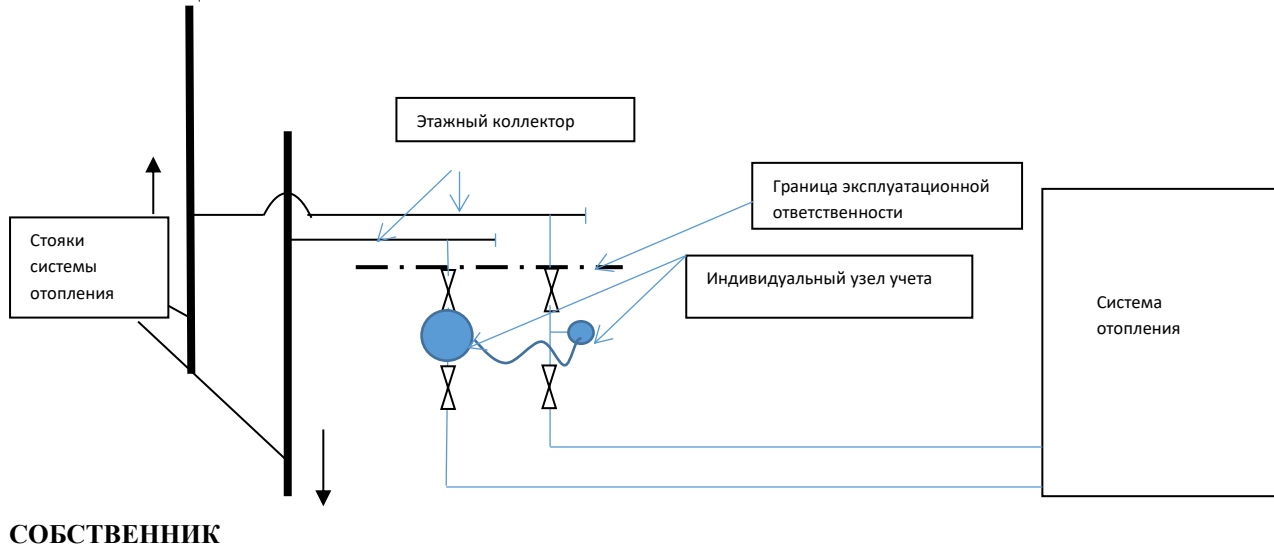 Этажный коллектор
Граница эксплуатационной
ответственности
Стояки
системы
отопления
Индивидуальный узел учета
Система
отопления
СОБСТВЕННИК